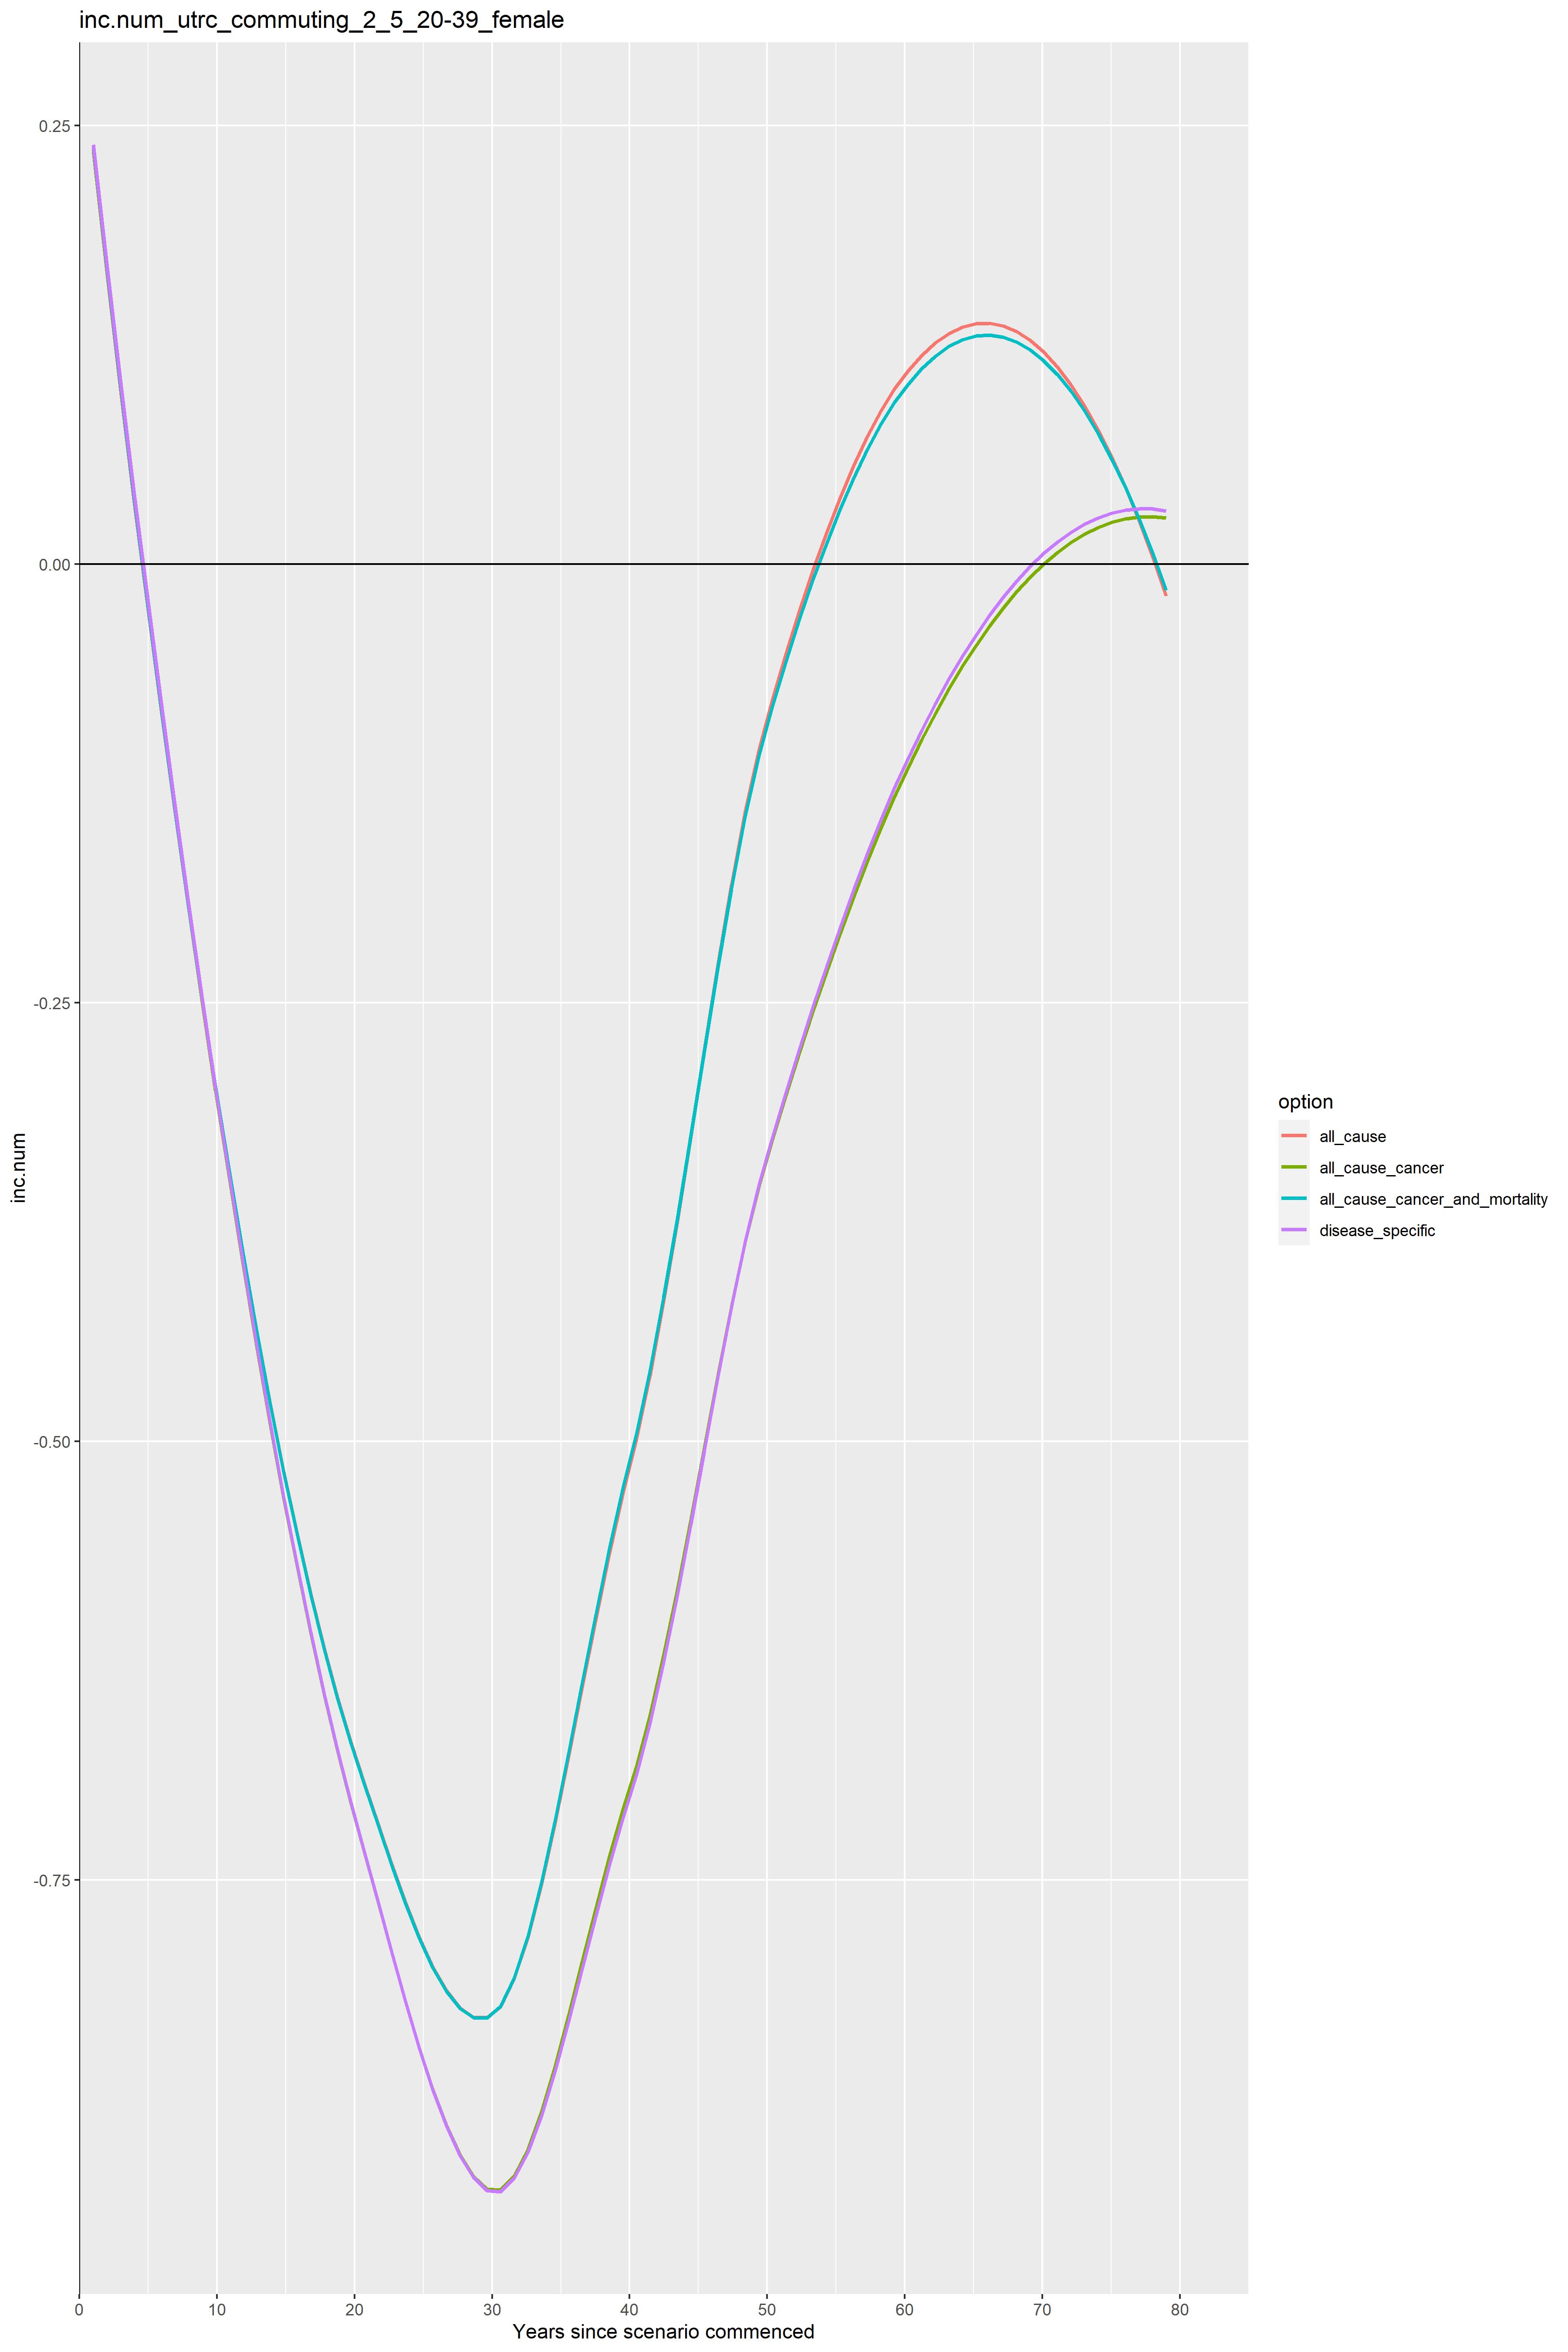 inc.num_utrc_commuting_2_5_20-39_female
0.25
0.00
-0.25
-0.50
-0.75
inc.num
0 10 20 30 40 50 60 70 80
Years since scenario commenced
option
all_cause
all_cause_cancer
all_cause_cancer_and_mortality
disease_specific